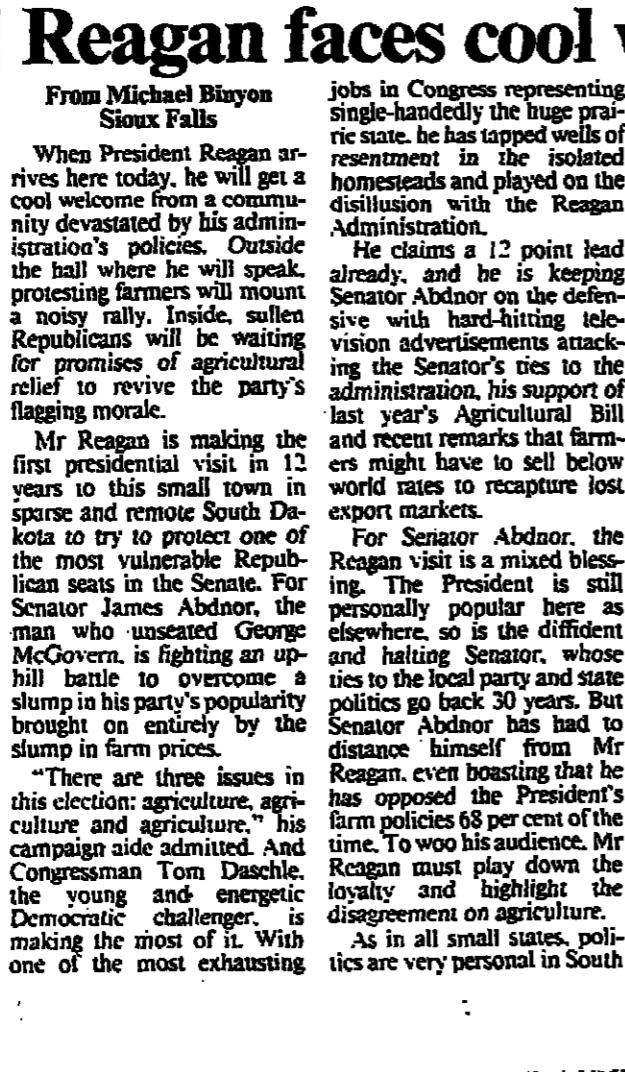 Reagan faces cool
From Michael Binyon
Sioux Falls
When President Reagan ar-
rives here today, he will get a
cool welcome from a commu-
nity devastated by his admin-
istration's policies. Outside
the hall where he will speak,
protesting farmers will mount
a noisy rally. Inside, sullen
Republicans will be waiting
for promises of agricultural
relief to revive the party's
flagging morale.
Mr Reagan is making the
first presidential visit in 12
years to this small town in
sparse and remote South Da-
kota to try to protect one of
the most vulnerable Repub-
lican seats in the Senate. For
Senator James Abdnor, the
man who unseated George
McGovern, is fighting an up-
hill battle to overcome a
slump in his party's popularity
brought on entirely by the
slump in farm prices.
"There are three issues in
this election: agriculture, agri-
culture and agriculture," his
campaign aide admitted. And
Congressman Tom Daschle,
the young and energetic
Democratic challenger, is
making the most of it. With
one of the most exhausting
jobs in Congress representing
single-handedly the huge prai-
rie state, he has tapped wells of
resentment in the isolated
homesteads and played on the
disillusion with the Reagan
Administration.
He claims a 12 point lead
already, and he is keeping
Senator Abdnor on the defen-
sive with hard-hitting tele-
vision advertisements attack-
ing the Senator's ties to the
administration, his support of
last year's Agricultural Bill
and recent remarks that farm-
ers might have to sell below
world rates to recapture lost
export markets.
For Senator Abdnor, the
Reagan visit is a mixed bless-
ing. The President is still
personally popular here as
elsewhere, so is the diffident
and halting Senator, whose
ties to the local party and state
politics go back 30 years. But
Senator Abdnor has had to
distance himself from Mr
Reagan, even boasting that he
has opposed the President's
farm policies 68 per cent of the
time. To woo his audience, Mr
Reagan must play down the
loyalty and highlight the
disagreement on agriculture.
As in all small states, poli-
tics are very personal in South